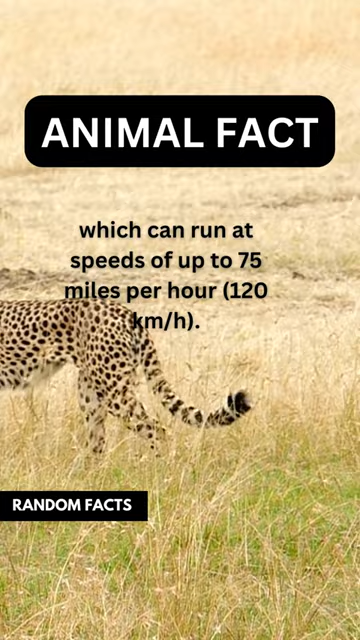 ANIMAL FACT
which can run at
speeds of up to 75
miles per hour (120
km/h).
RANDOM FACTS